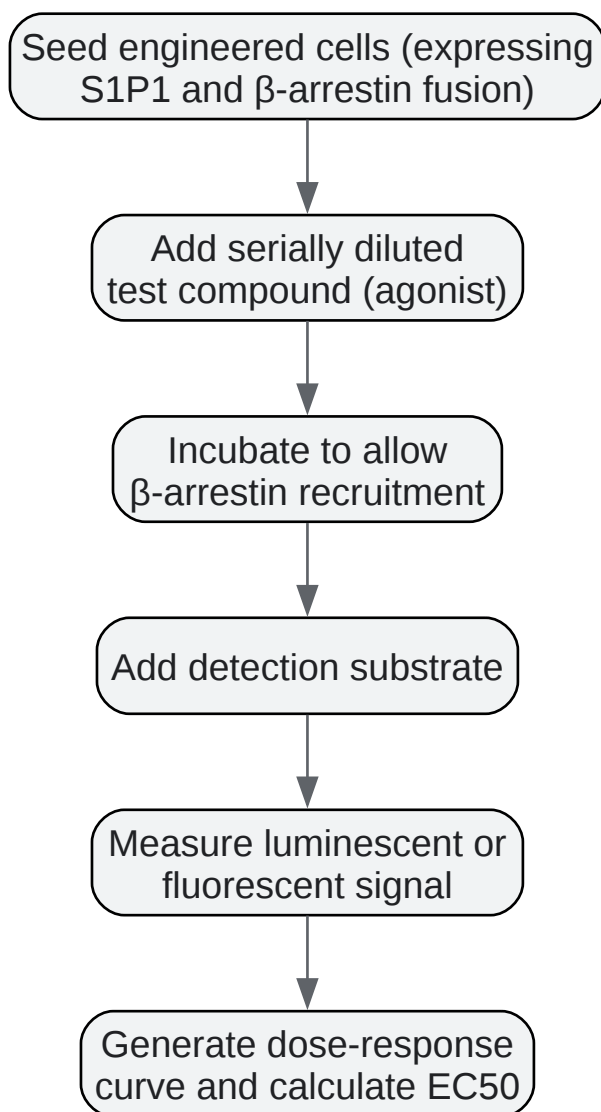 Seed engineered cells (expressing
S1P1 and β-arrestin fusion)
Add serially diluted
test compound (agonist)
Incubate to allow
β-arrestin recruitment
Add detection substrate
Measure luminescent or
fluorescent signal
Generate dose-response
curve and calculate EC50